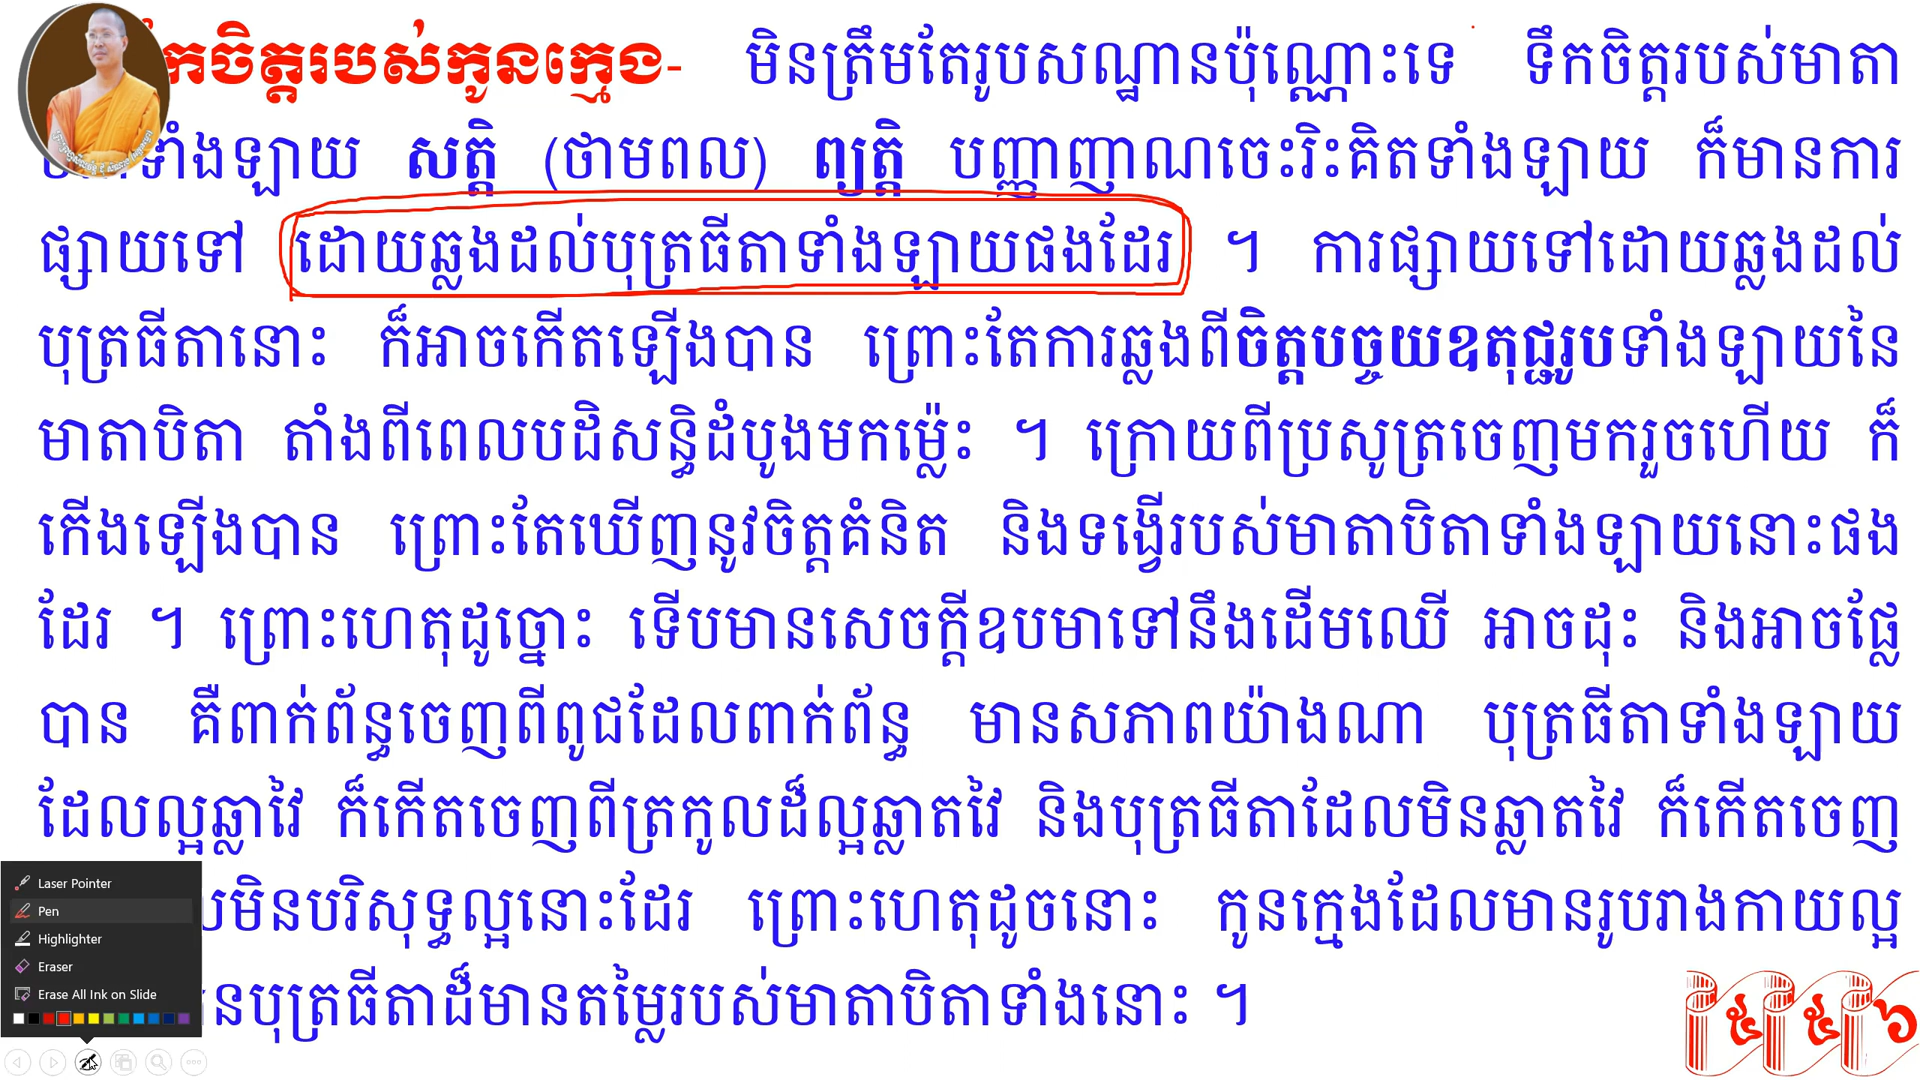 កចិត្តរបស់កូនក្មេង- មិនត្រឹមតែរូបសណ្ឋានប៉ុណ្ណោះទេ ទឹកចិត្តរបស់មាតា
ទាំងឡាយ សត្តិ (ថាមពល) ព្យត្តិ បញ្ញាញាណចេះរិះគិតទាំងឡាយ ក៏មានការ
ផ្សាយទៅ ដោយឆ្លងដល់បុត្រធីតាទាំងឡាយផងដែរ ។ ការផ្សាយទៅដោយឆ្លងដល់
បុត្រធីតានោះ ក៏អាចកើតឡើងបាន ព្រោះតែការឆ្លងពីចិត្តបច្ចយឧតុជ្ជរូបទាំងឡាយនៃ
មាតាបិតា តាំងពីពេលបដិសន្ធិដំបូងមកម្ល៉េះ ។ ក្រោយពីប្រសូត្រចេញមករួចហើយ ក៏
កើងឡើងបាន ព្រោះតែឃើញនូវចិត្តគំនិត និងទង្វើរបស់មាតាបិតាទាំងឡាយនោះផង
ដែរ ។ ព្រោះហេតុដូច្នោះ ទើបមានសេចក្តីឧបមាទៅនឹងដើមឈើ អាចដុះ និងអាចផ្លែ
បាន គឺពាក់ព័ន្ធចេញពីពូជដែលពាក់ព័ន្ធ មានសភាពយ៉ាងណា បុត្រធីតាទាំងឡាយ
ដែលល្អឆ្លាវៃ ក៏កើតចេញពីត្រកូលដ៏ល្អឆ្លាតវៃ និងបុត្រធីតាដែលមិនឆ្លាតវៃ ក៏កើតចេញ
មិនបរិសុទ្ធល្អនោះដែរ ព្រោះហេតុដូចនោះ កូនក្មេងដែលមានរូបរាងកាយល្អ
នបុត្រធីតាដ៏មានតម្លៃរបស់មាតាបិតាទាំងនោះ ។
Laser Pointer
Pen
Highlighter
Eraser
Erase All Ink on Slide